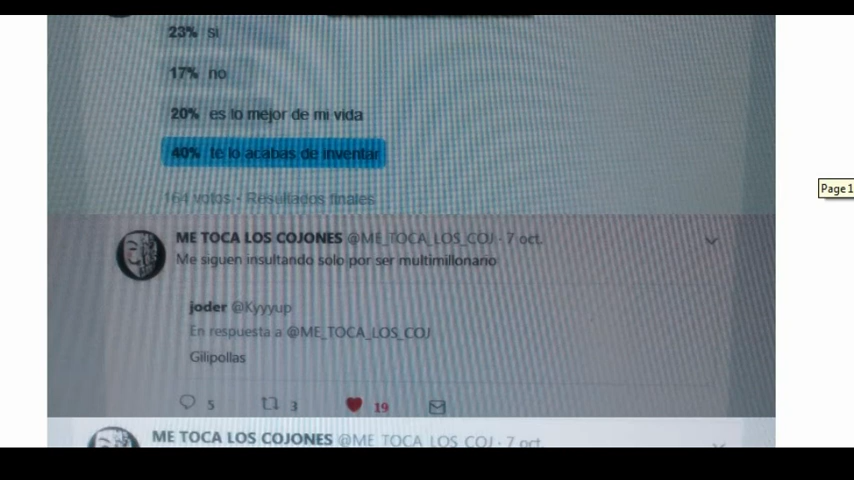 23% si
17% no
20% es lo mejor de mi vida
40% te lo acabas de inventar
164 votos · Resultados finales
ME TOCA LOS COJONES @ME_TOCA_LOS_COJ · 7 oct.
Me siguen insultando solo por ser multimillonario
joder @Kyyyup
En respuesta a @ME_TOCA_LOS_COJ
Gilipollas
5 3 19
ME TOCA LOS COJONES @ME_TOCA_LOS_COJ · 7 oct.
Page 1